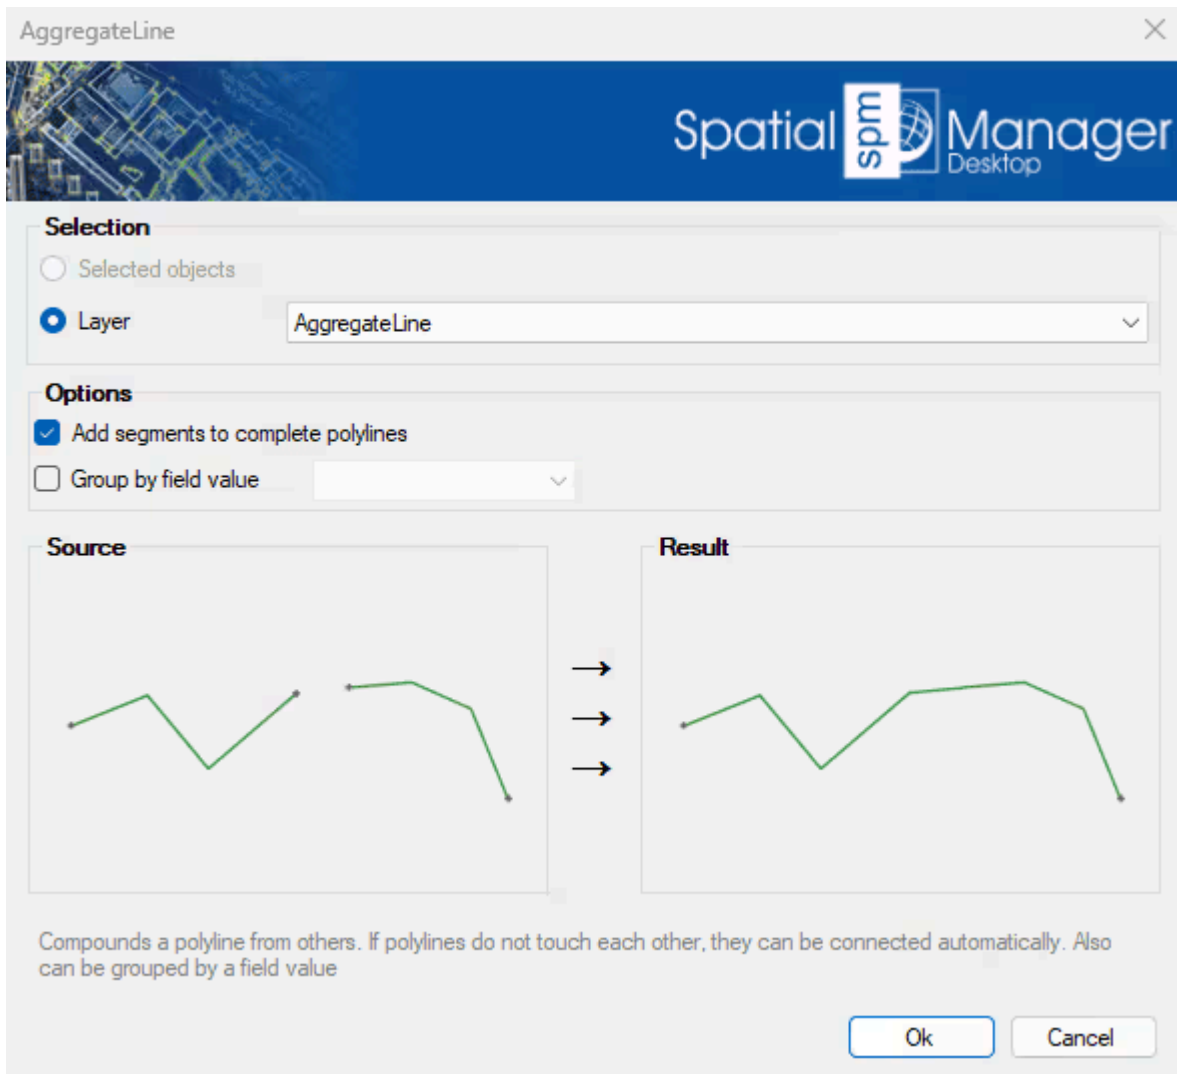 AggregateLine
Spatial spm Manager
Desktop
Selection
Selected objects
Layer AggregateLine
Options
Add segments to complete polylines
Group by field value
Source Result
Compounds a polyline from others. If polylines do not touch each other, they can be connected automatically. Also
can be grouped by a field value
Ok Cancel